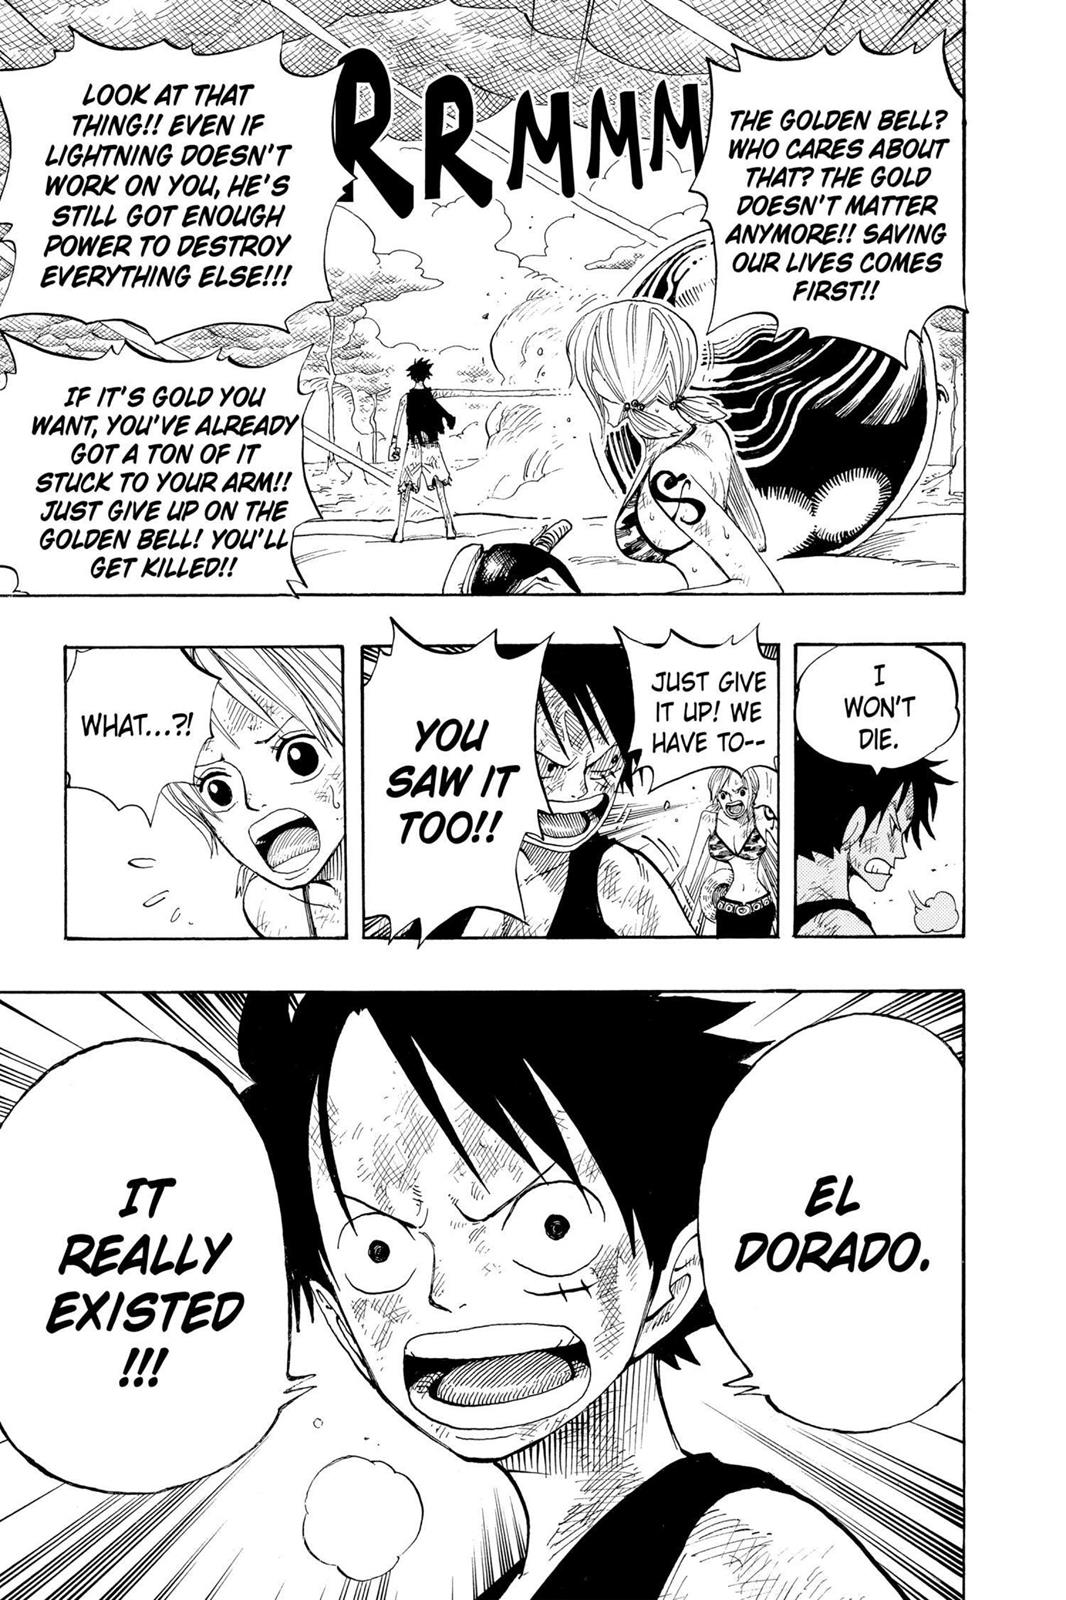 THE GOLDEN BELL?
WHO CARES ABOUT
THAT? THE GOLD
DOESN'T MATTER
ANYMORE!! SAVING
OUR LIVES COMES
FIRST!!
RRMMM
LOOK AT THAT
THING!! EVEN IF
LIGHTNING DOESN'T
WORK ON YOU, HE'S
STILL GOT ENOUGH
POWER TO DESTROY
EVERYTHING ELSE!!!
IF IT'S GOLD YOU
WANT, YOU'VE ALREADY
GOT A TON OF IT
STUCK TO YOUR ARM!!
JUST GIVE UP ON THE
GOLDEN BELL! YOU'LL
GET KILLED!!
I
WON'T
DIE.
JUST GIVE
IT UP! WE
HAVE TO--
YOU
SAW IT
TOO!!
WHAT...?!
EL
DORADO.
IT
REALLY
EXISTED
!!!